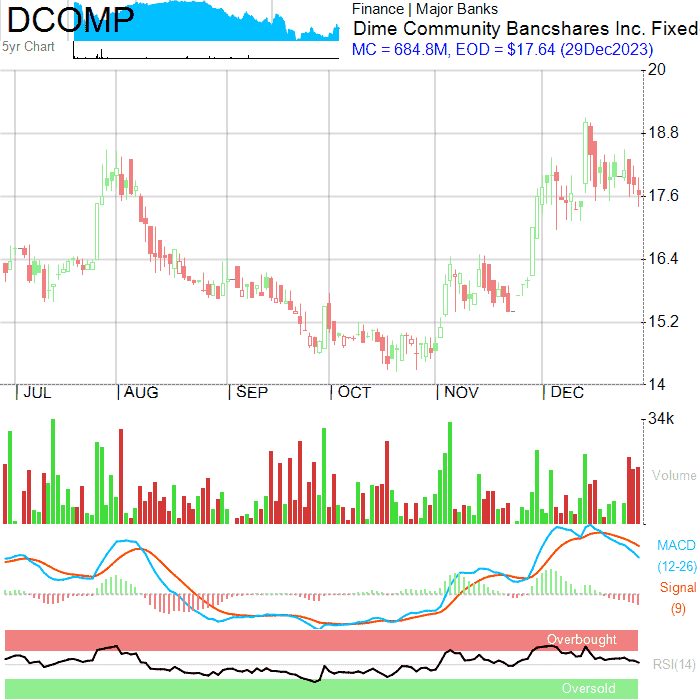 DCOMP
5yr Chart
Finance | Major Banks
Dime Community Bancshares Inc. Fixed
MC = 684.8M, EOD = $17.64 (29Dec2023)
20
18.8
17.6
16.4
15.2
14
JUL AUG SEP OCT NOV DEC
34k
Volume
MACD
(12-26)
Signal
(9)
Overbought
RSI(14)
Oversold